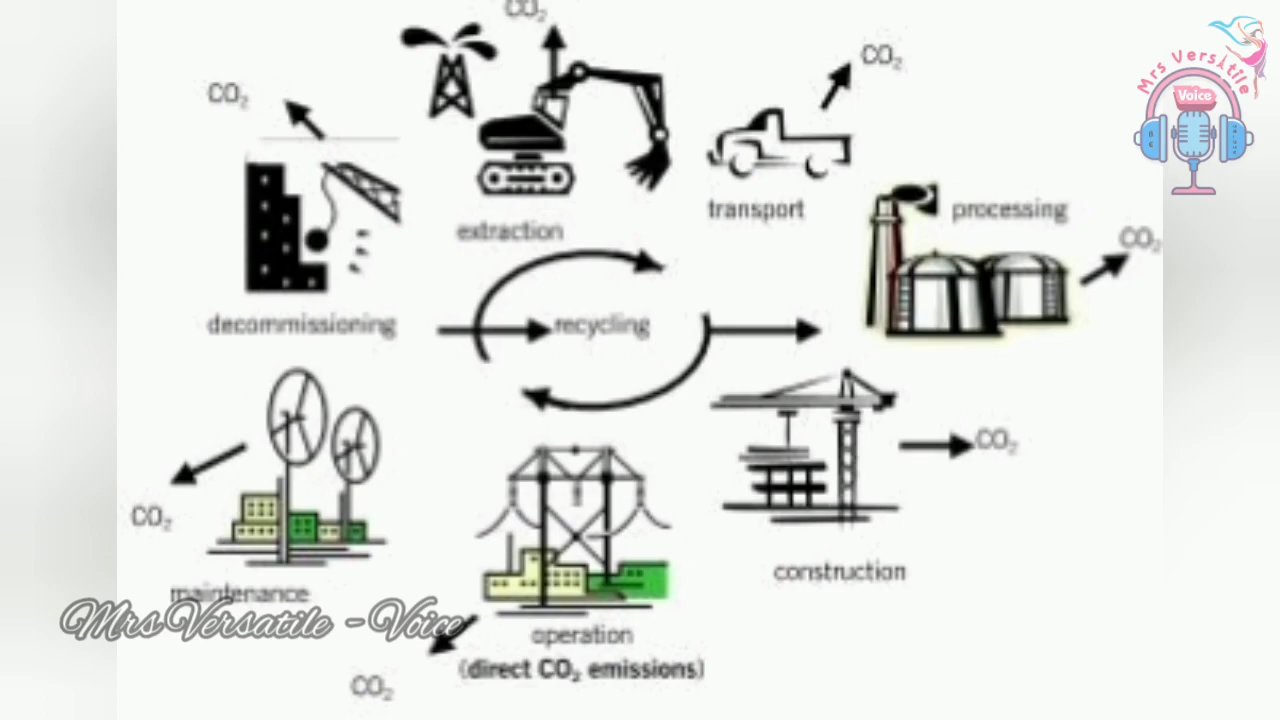 CO₂
CO₂
CO₂
Mrs Versatile
Voice
extraction
transport
processing
CO₂
decommissioning
recycling
CO₂
CO₂
construction
maintenance
Mrs Versatile - Voice
operation
(direct CO₂ emissions)
CO₂